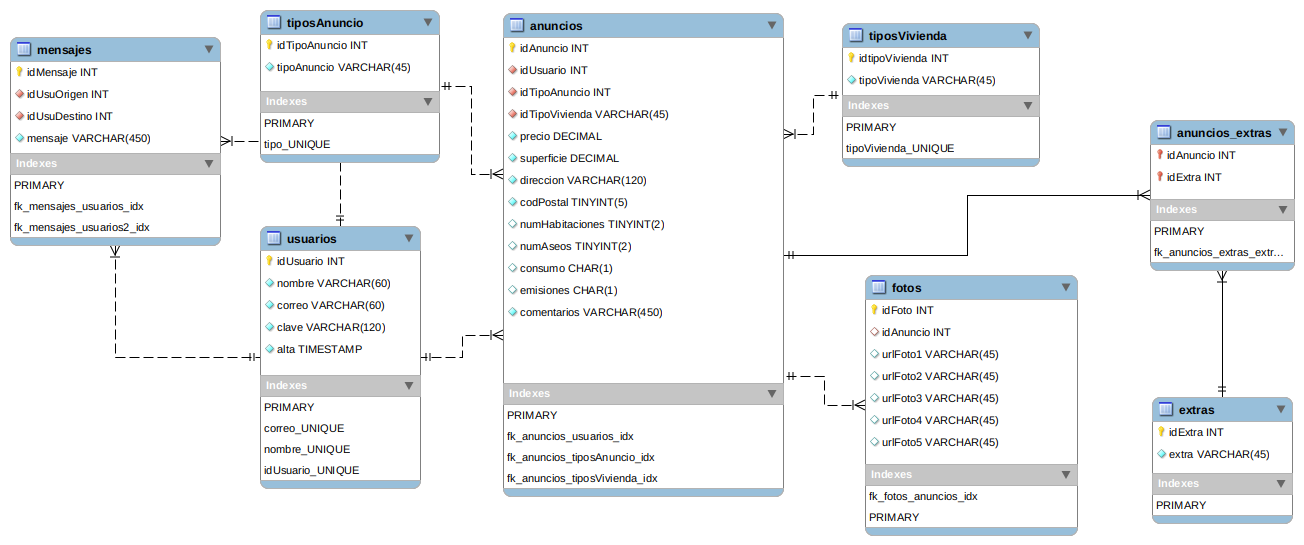 mensajes
idMensaje INT
idUsuOrigen INT
idUsuDestino INT
mensaje VARCHAR(450)
Indexes
PRIMARY
fk_mensajes_usuarios_idx
fk_mensajes_usuarios2_idx
tiposAnuncio
idTipoAnuncio INT
tipoAnuncio VARCHAR(45)
Indexes
PRIMARY
tipo_UNIQUE
usuarios
idUsuario INT
nombre VARCHAR(60)
correo VARCHAR(60)
clave VARCHAR(120)
alta TIMESTAMP
Indexes
PRIMARY
correo_UNIQUE
nombre_UNIQUE
idUsuario_UNIQUE
anuncios
idAnuncio INT
idUsuario INT
idTipoAnuncio INT
idTipoVivienda VARCHAR(45)
precio DECIMAL
superficie DECIMAL
direccion VARCHAR(120)
codPostal TINYINT(5)
numHabitaciones TINYINT(2)
numAseos TINYINT(2)
consumo CHAR(1)
emisiones CHAR(1)
comentarios VARCHAR(450)
Indexes
PRIMARY
fk_anuncios_usuarios_idx
fk_anuncios_tiposAnuncio_idx
fk_anuncios_tiposVivienda_idx
tiposVivienda
idtipoVivienda INT
tipoVivienda VARCHAR(45)
Indexes
PRIMARY
tipoVivienda_UNIQUE
fotos
idFoto INT
idAnuncio INT
urlFoto1 VARCHAR(45)
urlFoto2 VARCHAR(45)
urlFoto3 VARCHAR(45)
urlFoto4 VARCHAR(45)
urlFoto5 VARCHAR(45)
Indexes
fk_fotos_anuncios_idx
PRIMARY
anuncios_extras
idAnuncio INT
idExtra INT
Indexes
PRIMARY
fk_anuncios_extras_extr...
extras
idExtra INT
extra VARCHAR(45)
Indexes
PRIMARY